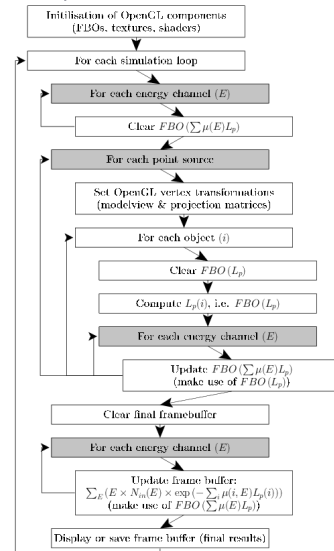 Initilisation of OpenGL components
(FBOs, textures, shaders)
For each simulation loop
For each energy channel (E)
Clear FBO (∑ μ(E)L_p)
For each point source
Set OpenGL vertex transformations
(modelview & projection matrices)
For each object (i)
Clear FBO (L_p)
Compute L_p(i), i.e. FBO (L_p)
For each energy channel (E)
Update FBO (∑ μ(E)L_p)
(make use of FBO (L_p))
Clear final framebuffer
For each energy channel (E)
Update frame buffer:
∑_E (E × N_in(E) × exp (− ∑_i μ(i, E)L_p(i)))
(make use of FBO (∑ μ(E)L_p))
Display or save frame buffer (final results)